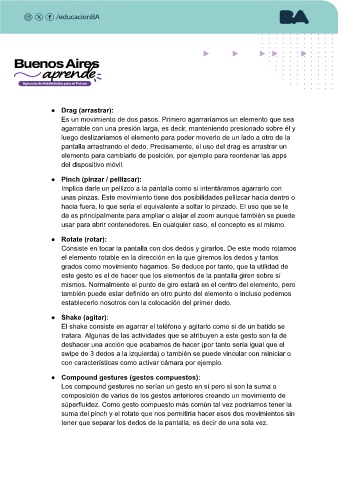 /educacionBA
BA
Buenos Aires
aprende
Agencia de Habilidades para el Futuro
● Drag (arrastrar):
Es un movimiento de dos pasos. Primero agarraríamos un elemento que sea
agarrable con una presión larga, es decir, manteniendo presionado sobre él y
luego deslizaríamos el elemento para poder moverlo de un lado a otro de la
pantalla arrastrando el dedo. Precisamente, el uso del drag es arrastrar un
elemento para cambiarlo de posición, por ejemplo para reordenar las apps
del dispositivo móvil.
● Pinch (pinzar / pellizcar):
Implica darle un pellizco a la pantalla como si intentáramos agarrarlo con
unas pinzas. Este movimiento tiene dos posibilidades pellizcar hacia dentro o
hacia fuera, lo que sería el equivalente a soltar lo pinzado. El uso que se le
da es principalmente para ampliar o alejar el zoom aunque también se puede
usar para abrir contenedores. En cualquier caso, el concepto es el mismo.
● Rotate (rotar):
Consiste en tocar la pantalla con dos dedos y girarlos. De este modo rotamos
el elemento rotable en la dirección en la que giremos los dedos y tantos
grados como movimiento hagamos. Se deduce por tanto, que la utilidad de
este gesto es el de hacer que los elementos de la pantalla giren sobre sí
mismos. Normalmente el punto de giro estará en el centro del elemento, pero
también puede estar definido en otro punto del elemento o incluso podemos
establecerlo nosotros con la colocación del primer dedo.
● Shake (agitar):
El shake consiste en agarrar el teléfono y agitarlo como si de un batido se
tratara. Algunas de las actividades que se atribuyen a este gesto son la de
deshacer una acción que acabamos de hacer (por tanto sería igual que el
swipe de 3 dedos a la izquierda) o también se puede vincular con reiniciar o
con características como activar cámara por ejemplo.
● Compound gestures (gestos compuestos):
Los compound gestures no serían un gesto en sí pero sí son la suma o
composición de varios de los gestos anteriores creando un movimiento de
súperfluidez. Como gesto compuesto más común tal vez podríamos tener la
suma del pinch y el rotate que nos permitiría hacer esos dos movimientos sin
tener que separar los dedos de la pantalla, es decir de una sola vez.